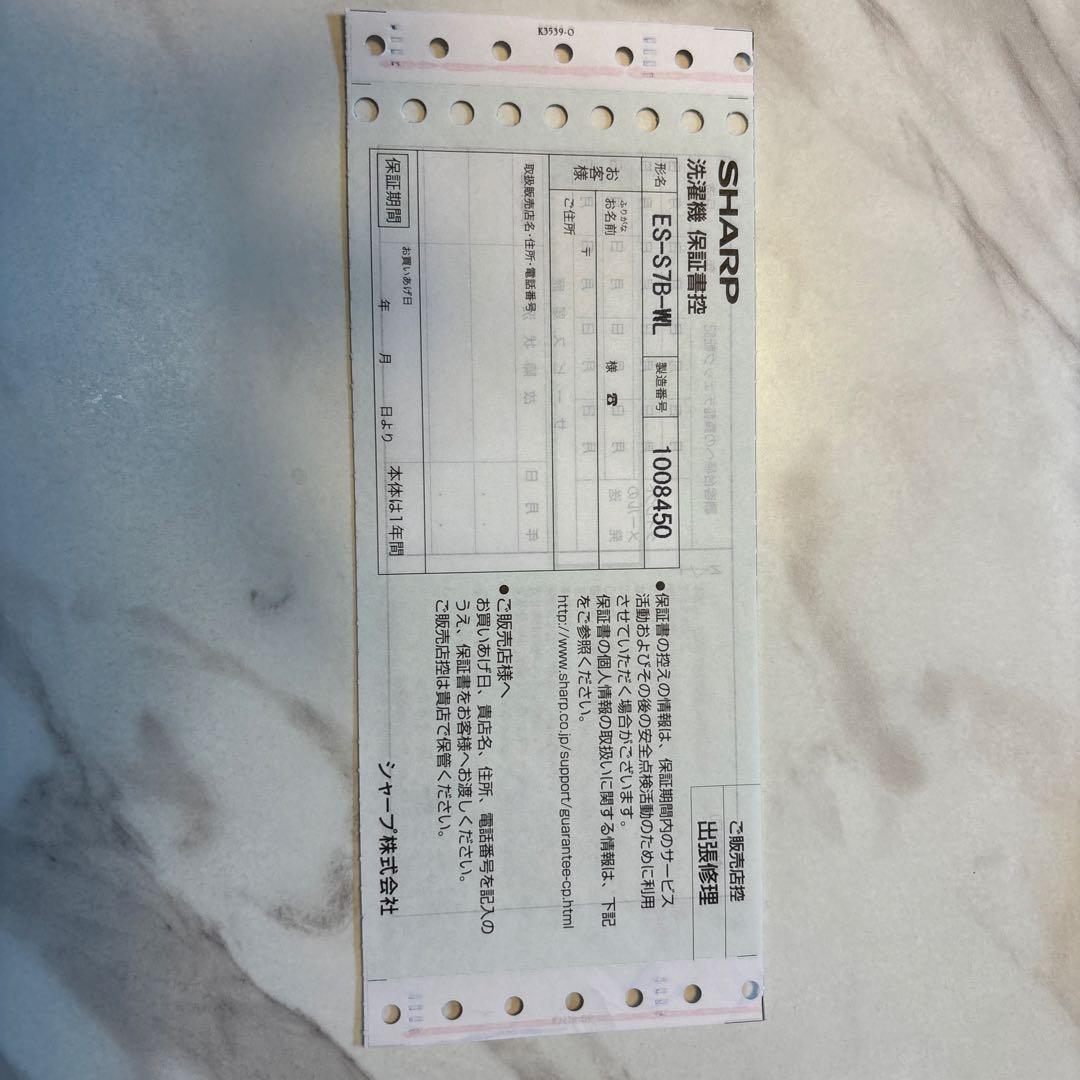 K3539-O
SHARP
洗濯機 保証書控
ご販売店控
出張修理
形名 ES-S7B-WL 製造番号 1008450
お客様
ふりがな
お名前 様 ☎
ご住所 〒
取扱販売店名・住所・電話番号
保証期間
お買いあげ日
年 月 日より 本体は1年間
●保証書の控えの情報は、保証期間内のサービス
活動およびその後の安全点検活動のために利用
させていただく場合がございます。
保証書の個人情報の取扱いに関する情報は、下記
をご参照ください。
http://www.sharp.co.jp/support/guarantee-cp.html
●ご販売店様へ
お買いあげ日、貴店名、住所、電話番号を記入の
うえ、保証書をお客様へお渡しください。
ご販売店控は貴店で保管ください。
シャープ株式会社